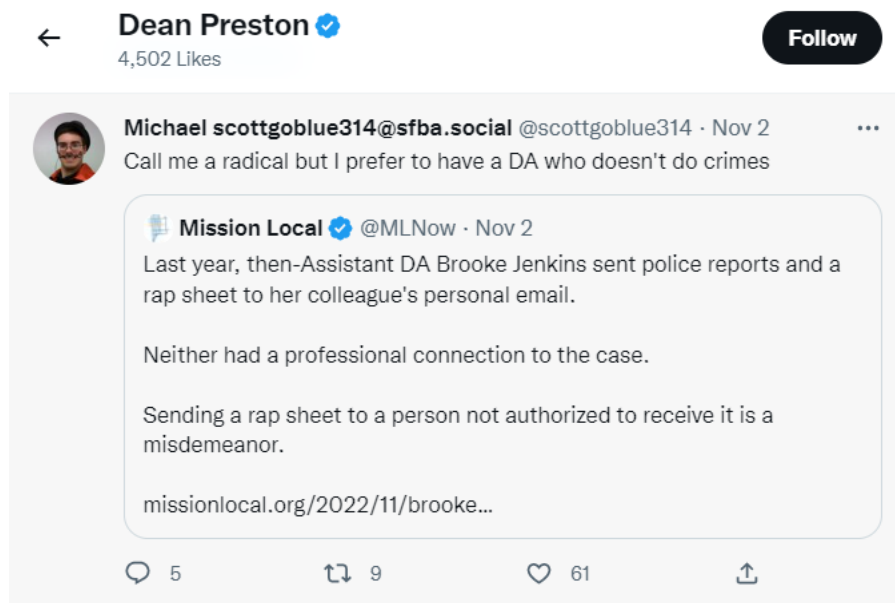 Dean Preston
4,502 Likes
Follow
Michael scottgoblue314@sfba.social @scottgoblue314 · Nov 2
Call me a radical but I prefer to have a DA who doesn't do crimes
Mission Local @MLNow · Nov 2
Last year, then-Assistant DA Brooke Jenkins sent police reports and a
rap sheet to her colleague's personal email.
Neither had a professional connection to the case.
Sending a rap sheet to a person not authorized to receive it is a
misdemeanor.
missionlocal.org/2022/11/brooke...
5 9 61